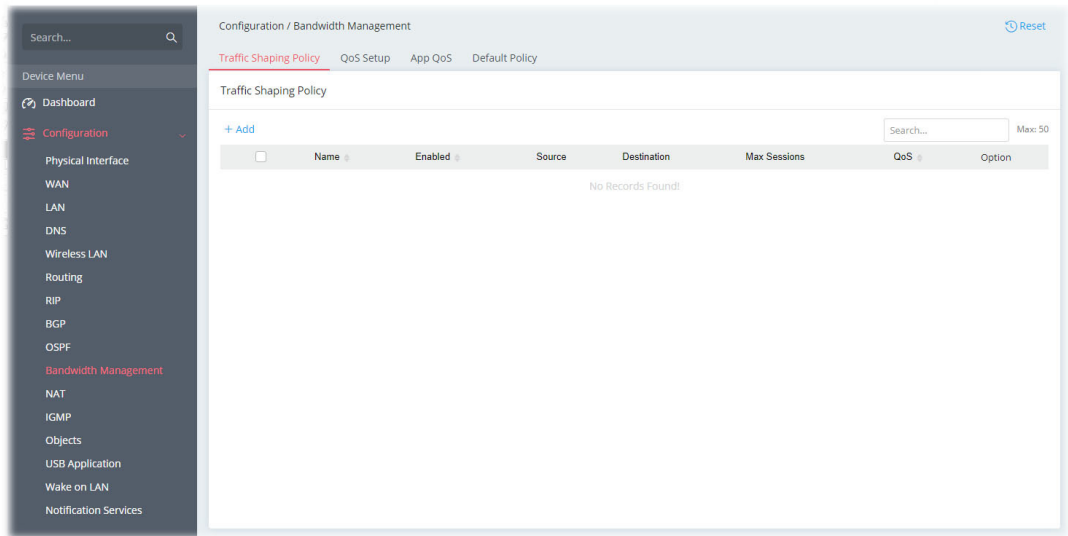 Search...
Device Menu
Dashboard
Configuration
Physical Interface
WAN
LAN
DNS
Wireless LAN
Routing
RIP
BGP
OSPF
Bandwidth Management
NAT
IGMP
Objects
USB Application
Wake on LAN
Notification Services
Configuration / Bandwidth Management
Reset
Traffic Shaping Policy QoS Setup App QoS Default Policy
Traffic Shaping Policy
+ Add
Search...
Max: 50
Name Enabled Source Destination Max Sessions QoS Option
No Records Found!